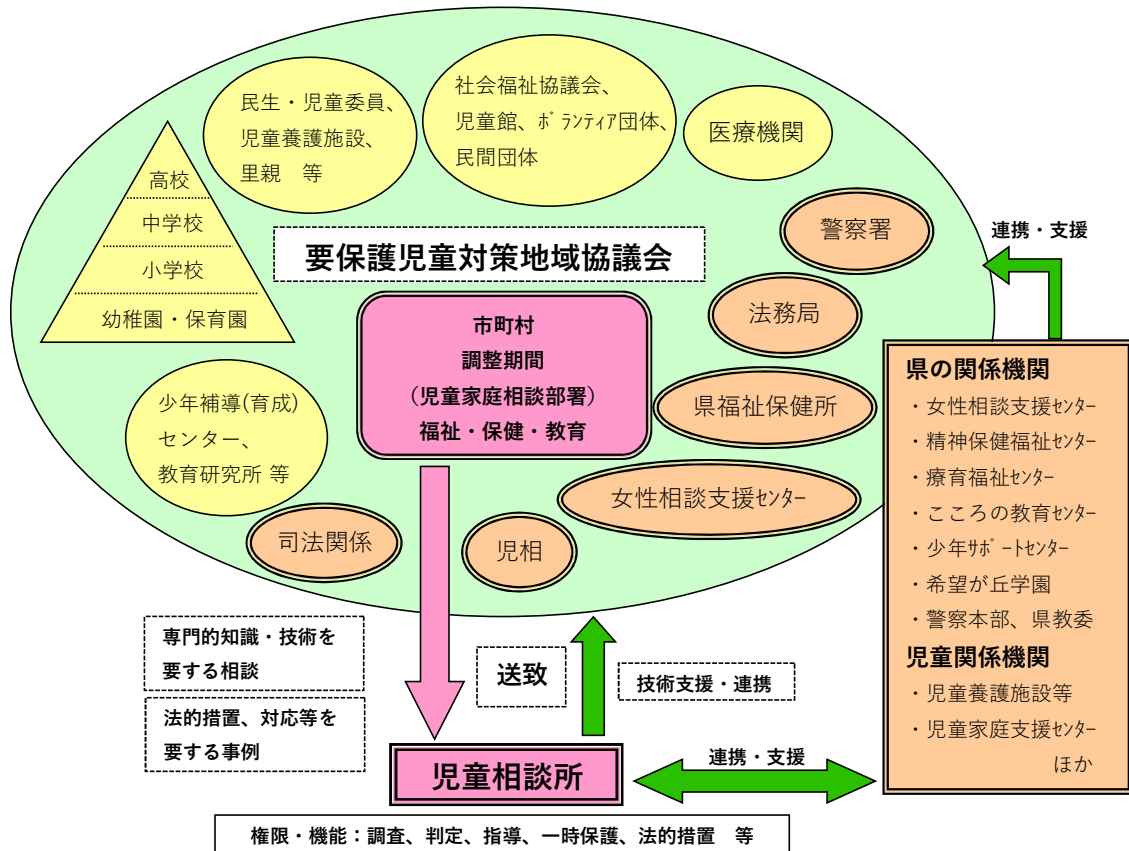 民生・児童委員、
児童養護施設、
里親　等
社会福祉協議会、
児童館、ﾎﾞﾗﾝﾃｨｱ団体、
民間団体
医療機関
高校
中学校
小学校
幼稚園・保育園
警察署
連携・支援
要保護児童対策地域協議会
法務局
市町村
調整期間
（児童家庭相談部署）
福祉・保健・教育
県福祉保健所
少年補導(育成)
センター、
教育研究所 等
女性相談支援ｾﾝﾀｰ
司法関係
児相
県の関係機関
・女性相談支援ｾﾝﾀｰ
・精神保健福祉ｾﾝﾀｰ
・療育福祉ｾﾝﾀｰ
・こころの教育ｾﾝﾀｰ
・少年ｻﾎﾟｰﾄｾﾝﾀｰ
・希望が丘学園
・警察本部、県教委
児童関係機関
・児童養護施設等
・児童家庭支援ｾﾝﾀｰ
ほか
専門的知識・技術を
要する相談
法的措置、対応等を
要する事例
送致
技術支援・連携
児童相談所
連携・支援
権限・機能：調査、判定、指導、一時保護、法的措置　等